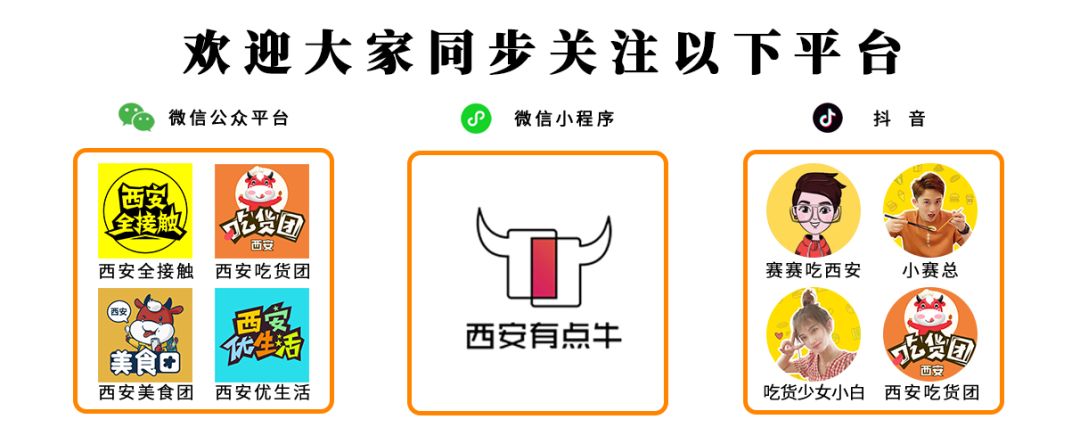 欢迎大家同步关注以下平台
微信公众平台
西安
全接触
西安全接触
吃货团
西安
西安吃货团
西安
美食团
西安美食团
西安
优生活
西安优生活
微信小程序
西安有点牛
抖 音
赛赛吃西安
小赛总
吃货少女小白
吃货团
西安
西安吃货团